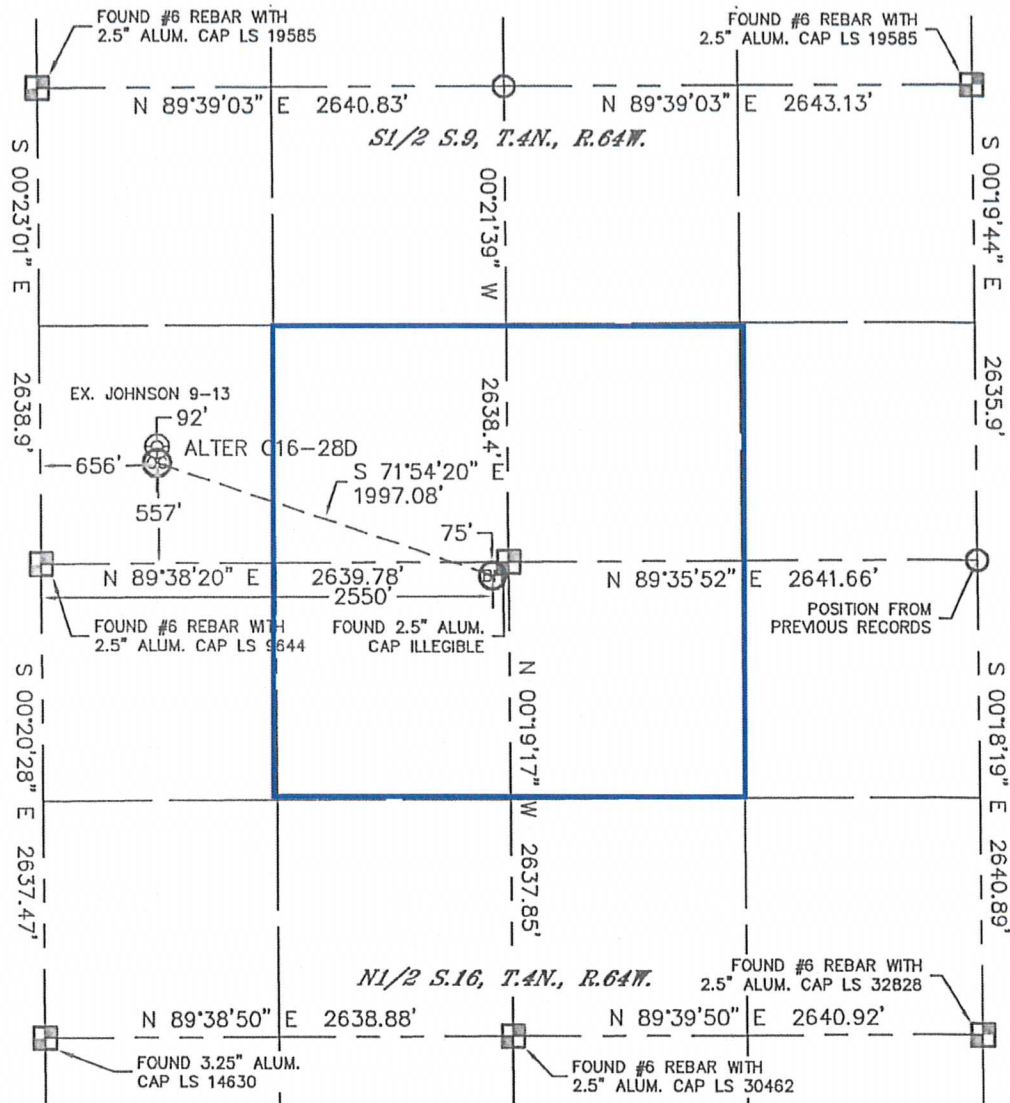 FOUND #6 REBAR WITH
2.5" ALUM. CAP LS 19585
FOUND #6 REBAR WITH
2.5" ALUM. CAP LS 19585
N 89°39'03" E 2640.83'
N 89°39'03" E 2643.13'
S1/2 S.9, T.4N., R.64W.
S 00°23'01" E 2638.9'
00°21'39" W 2638.4'
S 00°19'44" E 2635.9'
EX. JOHNSON 9-13
92'
ALTER 16-28D
656'
S 71°54'20" E
1997.08'
557'
75'
N 89°38'20" E 2639.78'
N 89°35'52" E 2641.66'
2550'
POSITION FROM
PREVIOUS RECORDS
FOUND #6 REBAR WITH
2.5" ALUM. CAP LS 9644
FOUND 2.5" ALUM.
CAP ILLEGIBLE
S 00°20'28" E 2637.47'
N 00°19'17" W 2637.85'
S 00°18'19" E 2640.89'
N1/2 S.16, T.4N., R.64W.
FOUND #6 REBAR WITH
2.5" ALUM. CAP LS 32828
N 89°38'50" E 2638.88'
N 89°39'50" E 2640.92'
FOUND 3.25" ALUM.
CAP LS 14630
FOUND #6 REBAR WITH
2.5" ALUM. CAP LS 30462